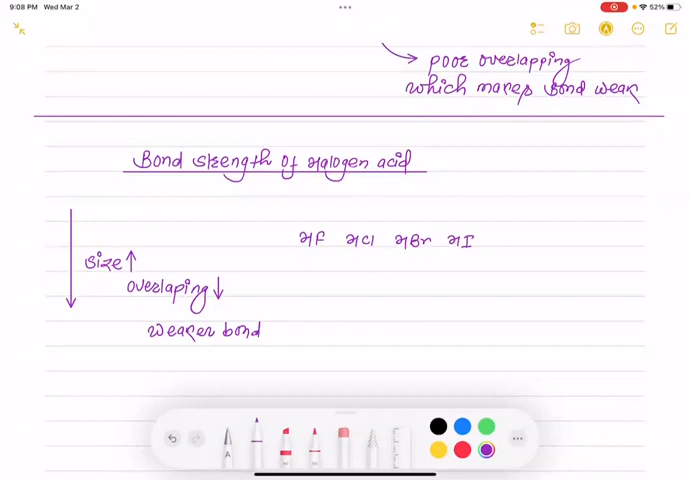 9:08 PM Wed Mar 2
52%
poor overlapping
which makes Bond weak
Bond strength of Halogen acid
HF HCl HBr HI
Size ↑
overlaping ↓
weaker bond
A